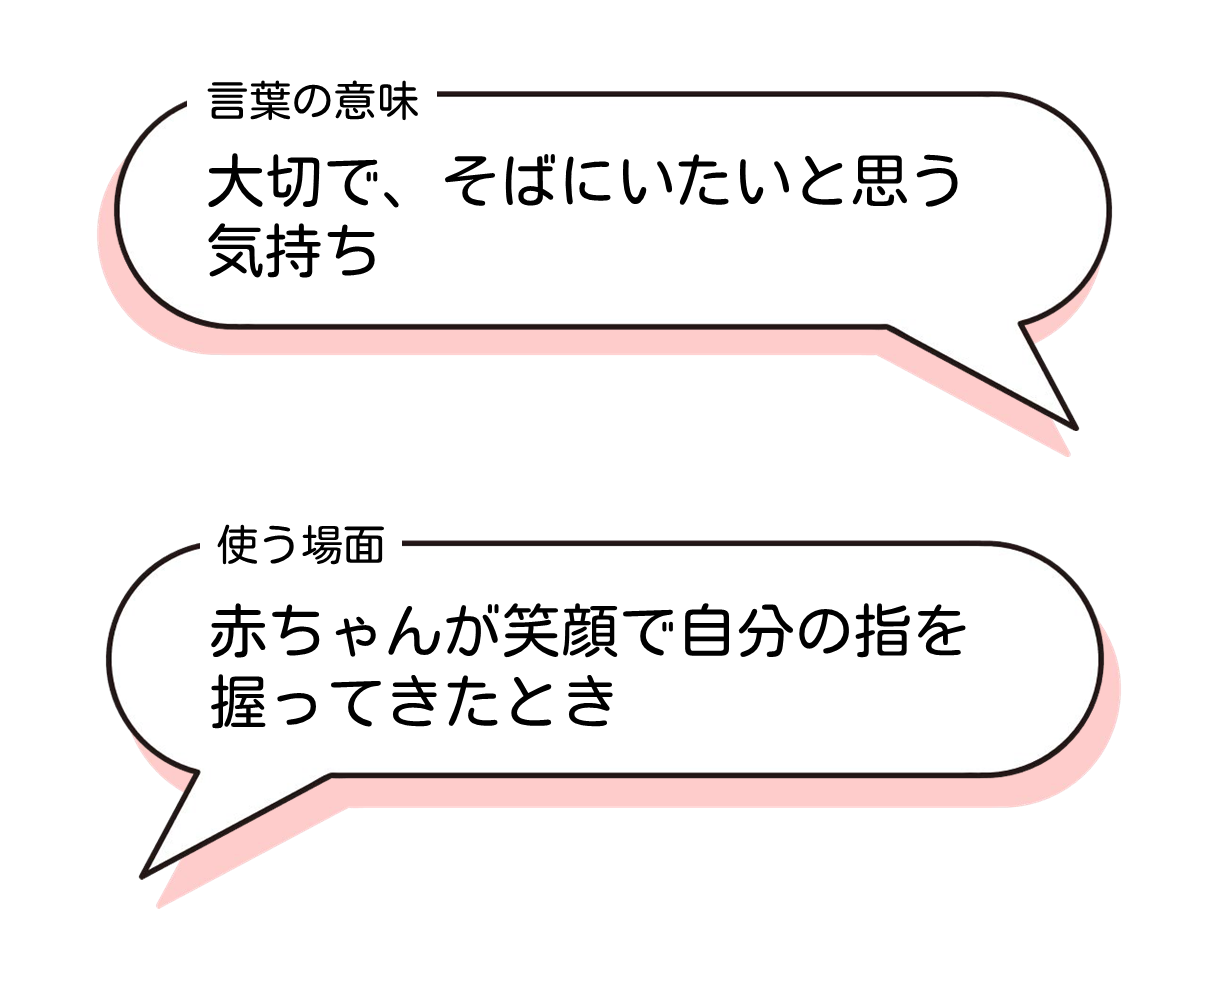 言葉の意味
大切で、そばにいたいと思う
気持ち
使う場面
赤ちゃんが笑顔で自分の指を
握ってきたとき